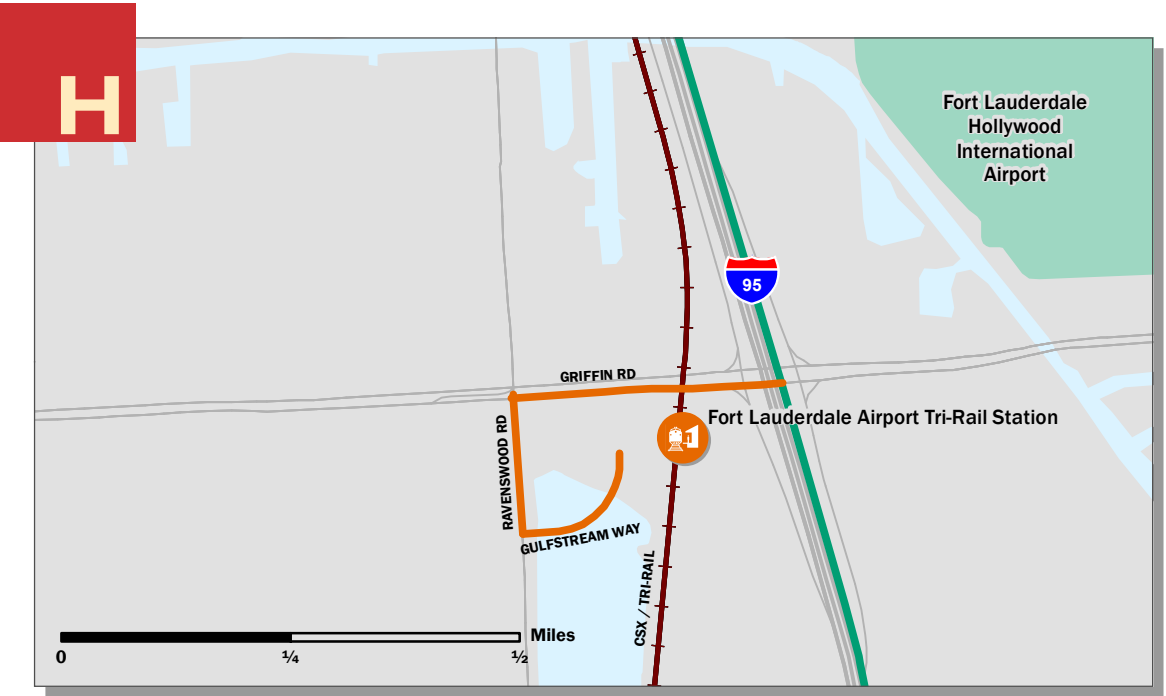 H
Fort Lauderdale
Hollywood
International
Airport
95
GRIFFIN RD
Fort Lauderdale Airport Tri-Rail Station
RAVENSWOOD RD
GULFSTREAM WAY
CSX / TRI-RAIL
Miles
0 ¼ ½